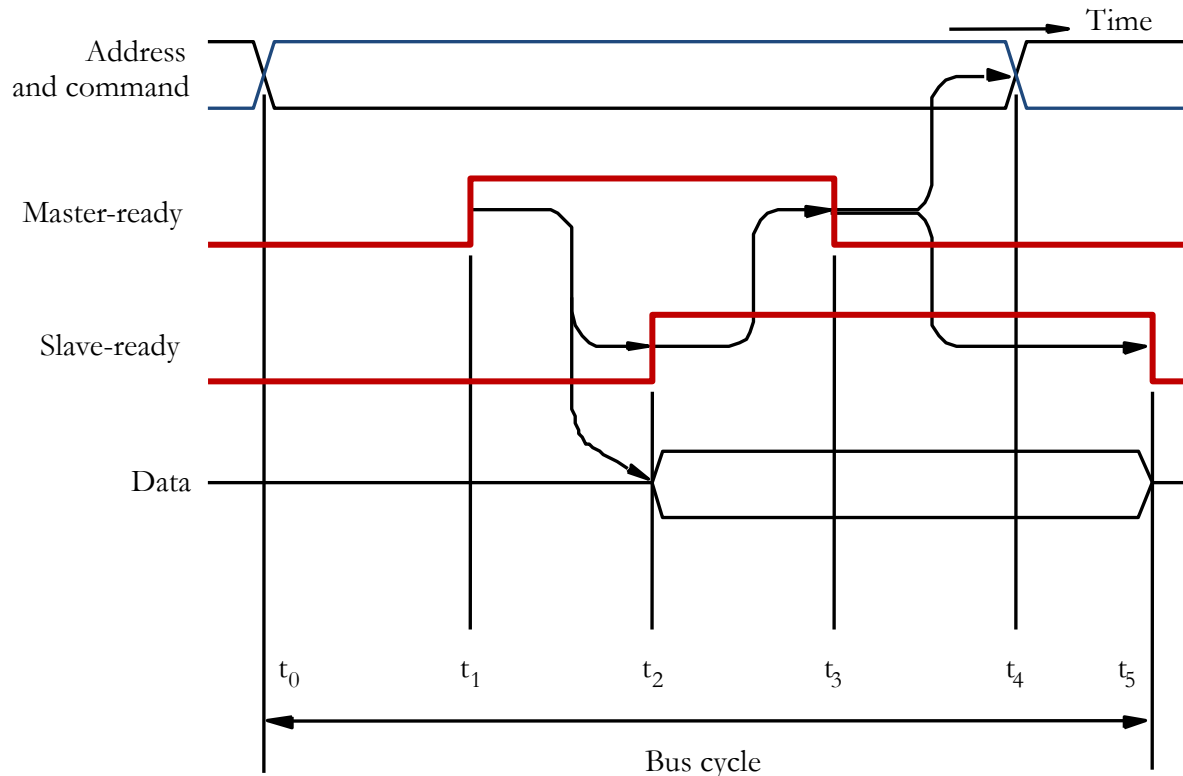 Time
Address
and command
Master-ready
Slave-ready
Data
t0 t1 t2 t3 t4 t5
Bus cycle